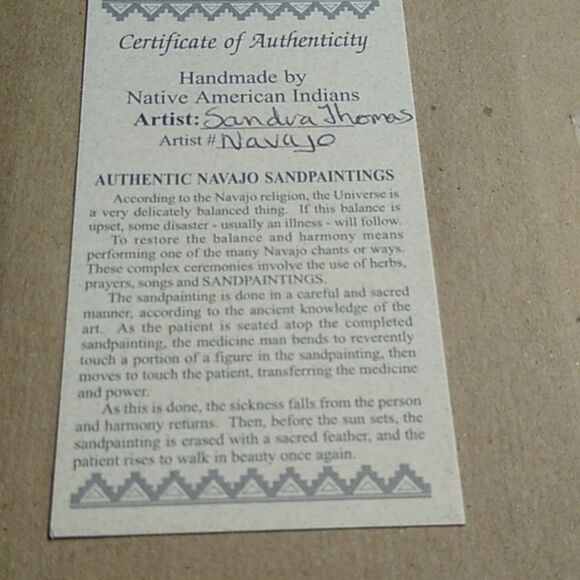 Certificate of Authenticity
Handmade by
Native American Indians
Artist: Sandra Thomas
Artist # Navajo
AUTHENTIC NAVAJO SANDPAINTINGS
According to the Navajo religion, the Universe is
a very delicately balanced thing. If this balance is
upset, some disaster - usually an illness - will follow.
To restore the balance and harmony means
performing one of the many Navajo chants or ways.
These complex ceremonies involve the use of herbs,
prayers, songs and SANDPAINTINGS.
The sandpainting is done in a careful and sacred
manner, according to the ancient knowledge of the
art. As the patient is seated atop the completed
sandpainting, the medicine man bends to reverently
touch a portion of a figure in the sandpainting, then
moves to touch the patient, transferring the medicine
and power.
As this is done, the sickness falls from the person
and harmony returns. Then, before the sun sets, the
sandpainting is erased with a sacred feather, and the
patient rises to walk in beauty once again.